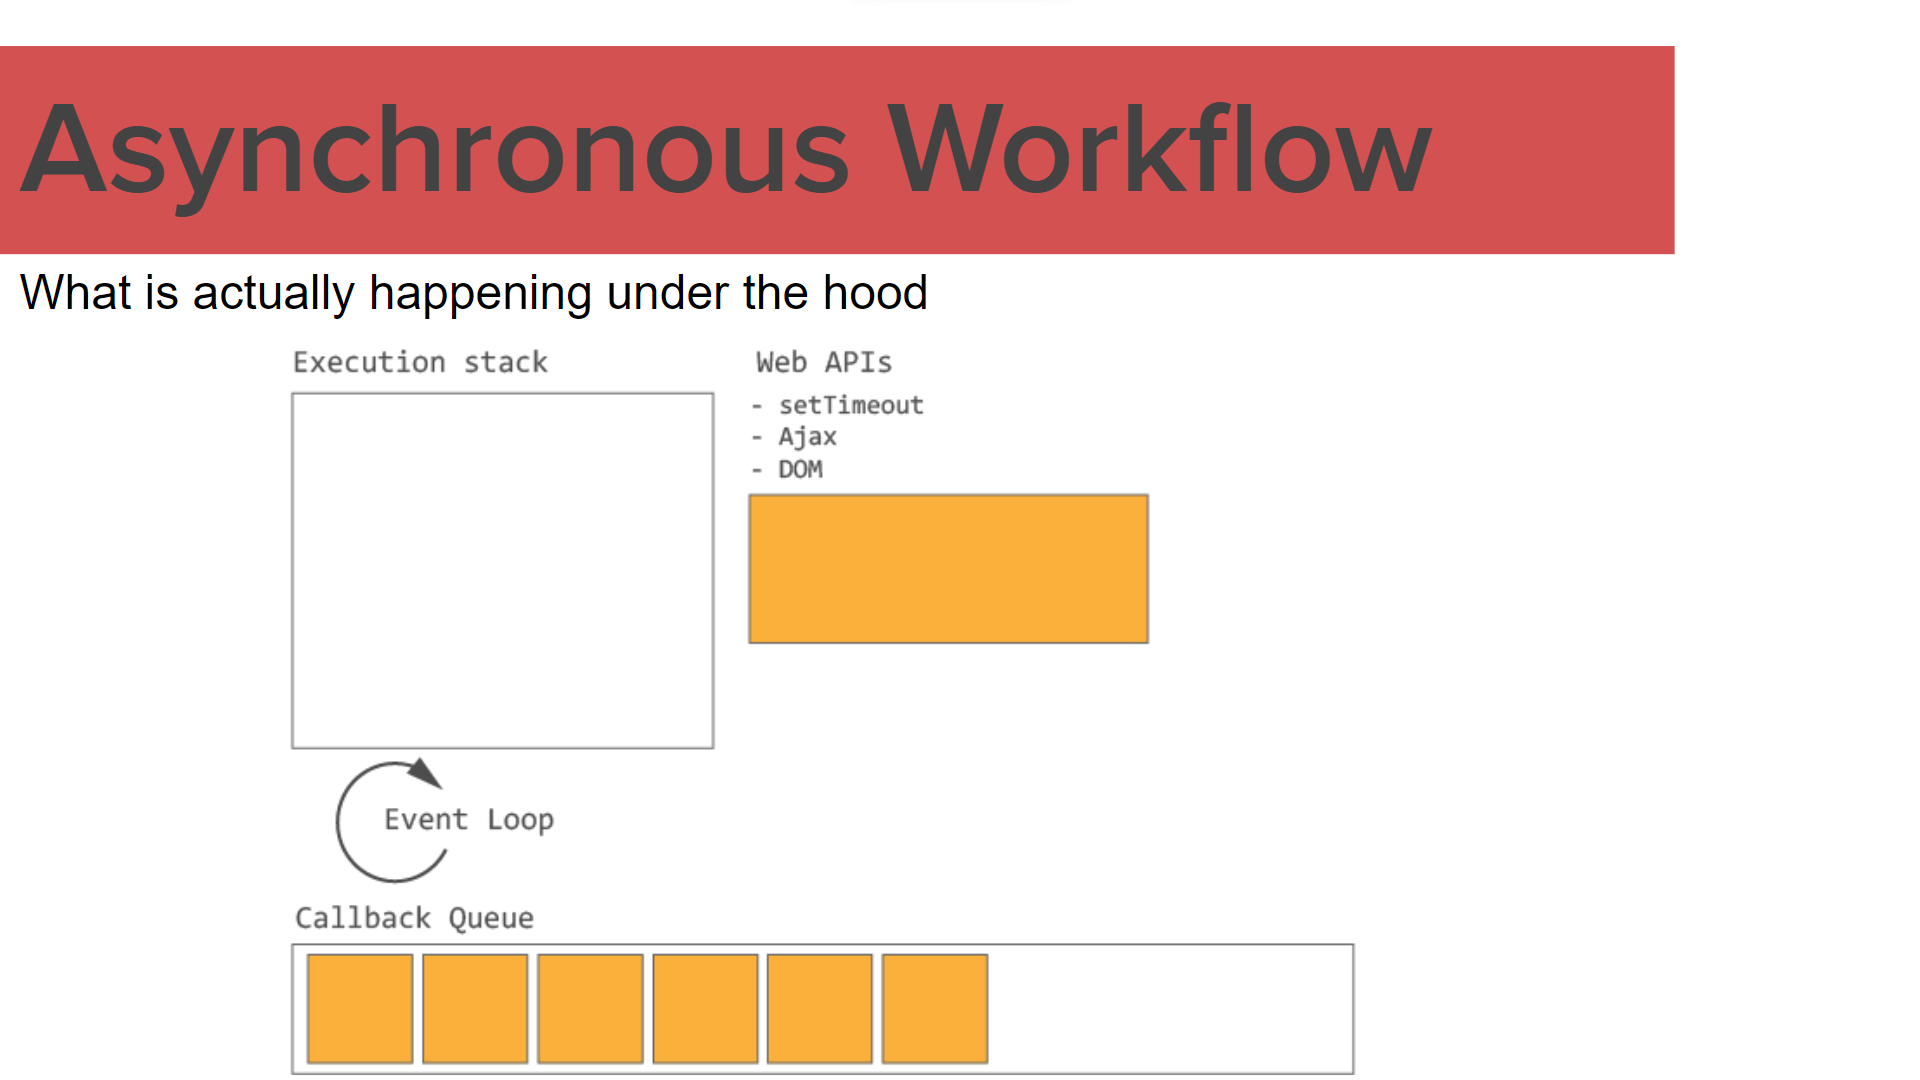 Asynchronous Workflow
What is actually happening under the hood
Execution stack
Web APIs
- setTimeout
- Ajax
- DOM
Event Loop
Callback Queue